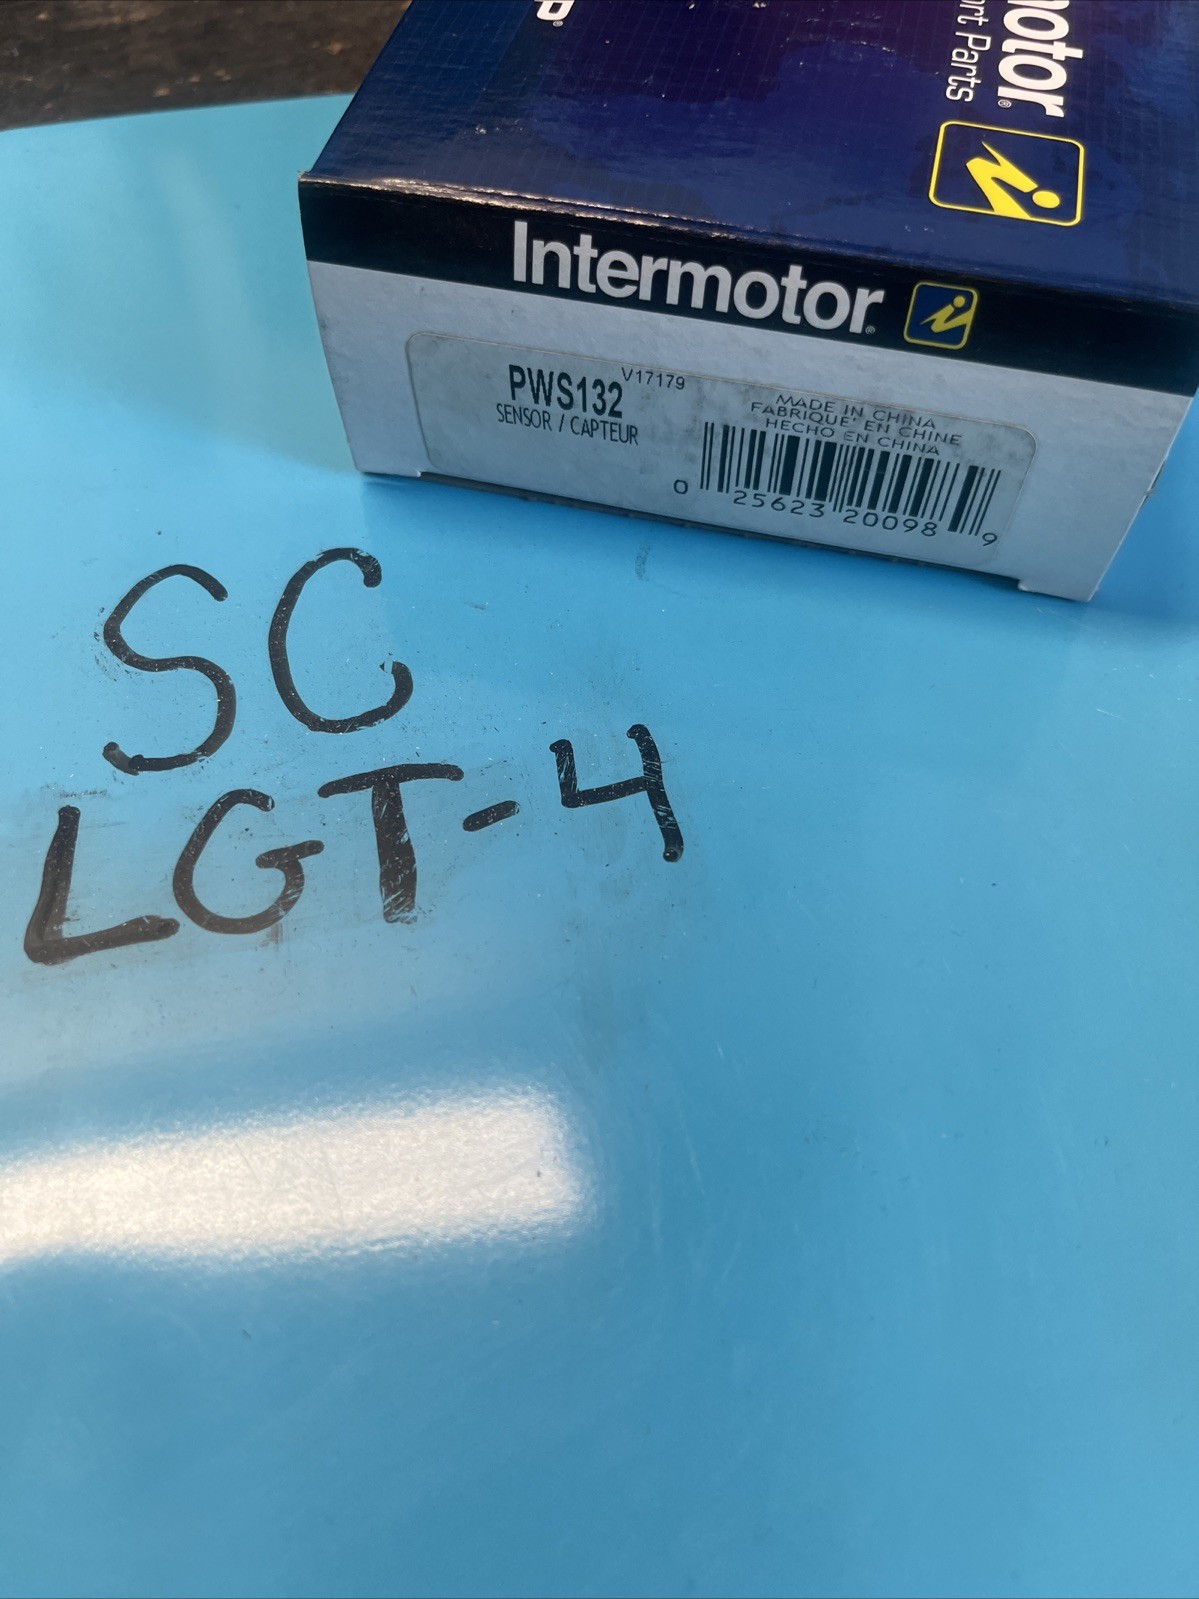 motor®
ort Parts
P®
Intermotor®
PWS132
V17179
SENSOR / CAPTEUR
MADE IN CHINA
FABRIQUE' EN CHINE
HECHO EN CHINA
0 25623 20098 9
SC
LGT-4